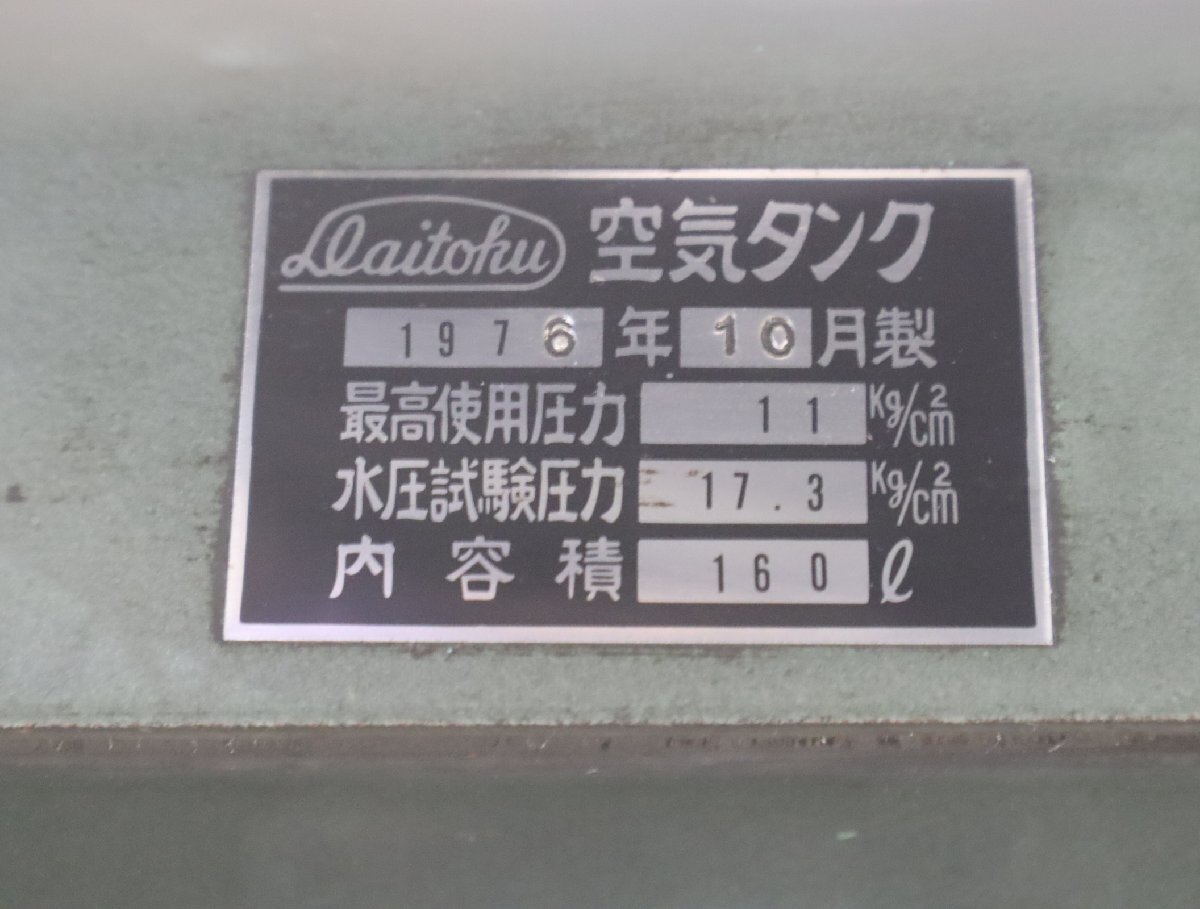 Daitoku 空気タンク
1976年10月製
最高使用圧力 11 Kg/cm²
水圧試験圧力 17.3 Kg/cm²
内容積 160 ℓ